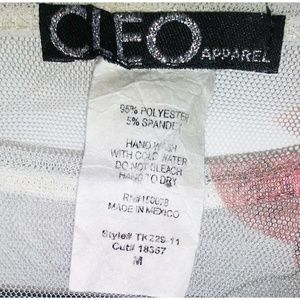 CLEO
APPAREL
95% POLYESTER
5% SPANDEX
HAND WASH
WITH COLD WATER
DO NOT BLEACH
HANG TO DRY
MADE IN MEXICO
Style# TK229-11
Cut# 18357
M